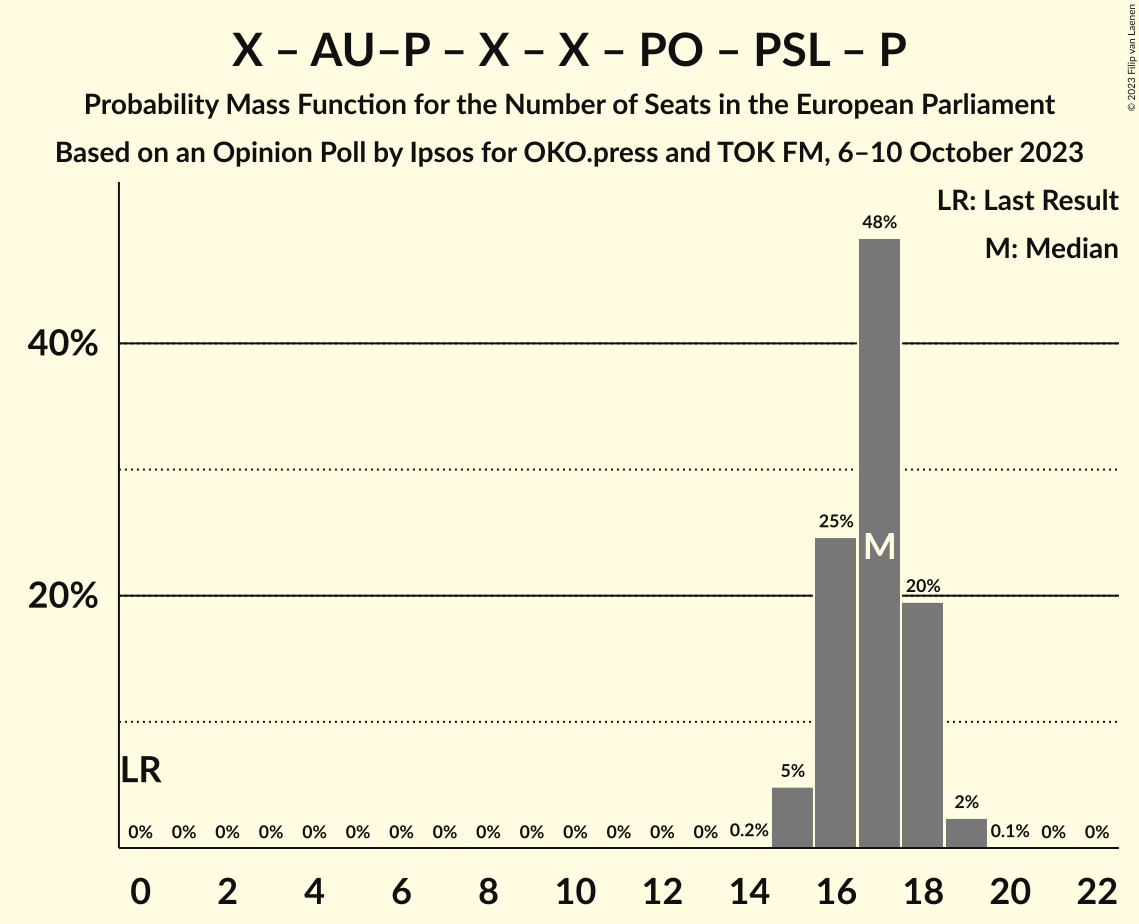 X – AU–P – X – X – PO – PSL – P
Probability Mass Function for the Number of Seats in the European Parliament
Based on an Opinion Poll by Ipsos for OKO.press and TOK FM, 6–10 October 2023
© 2023 Filip van Laenen
LR: Last Result
M: Median
48%
40%
25%
M
20%
20%
LR
5%
2%
0% 0% 0% 0% 0% 0% 0% 0% 0% 0% 0% 0% 0% 0% 0.2% 0.1% 0% 0%
0 2 4 6 8 10 12 14 16 18 20 22